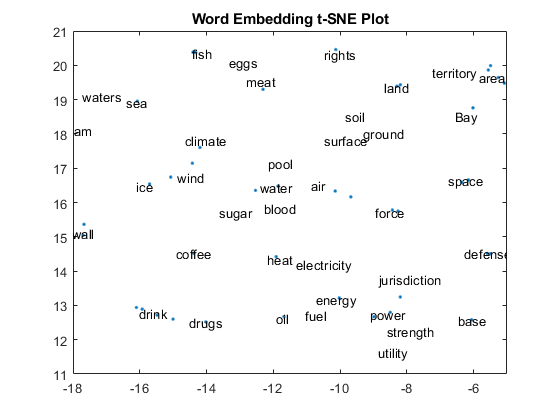 Word Embedding t-SNE Plot
21
fish
rights
20
eggs
territory
area
meat
land
19
waters
sea
soil
Bay
18
am
ground
climate
surface
17
pool
wind
space
ice
water
air
16
sugar
blood
force
15
wall
coffee
defense
heat
electricity
14
jurisdiction
13
energy
drink
fuel
power
oil
drugs
base
12
strength
utility
11
-18
-16
-14
-12
-10
-8
-6